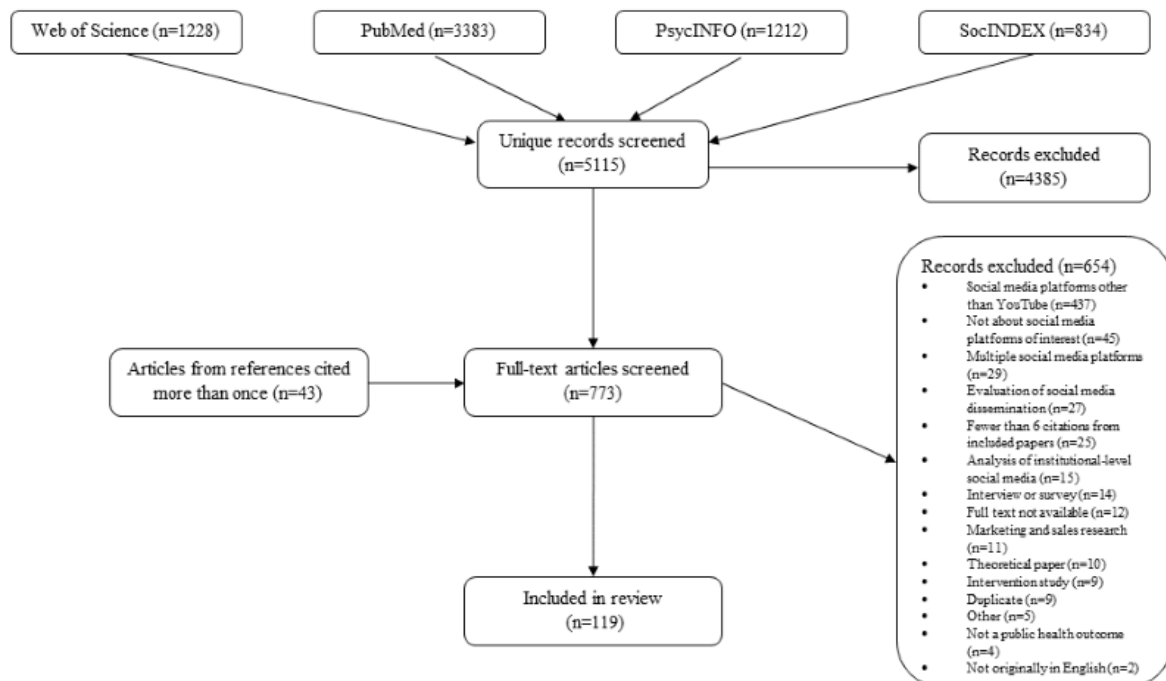 Web of Science (n=1228)
PubMed (n=3383)
PsycINFO (n=1212)
SocINDEX (n=834)
Unique records screened
(n=5115)
Records excluded
(n=4385)
Records excluded (n=654)
• Social media platforms other
than YouTube (n=437)
• Not about social media
platforms of interest (n=45)
• Multiple social media platforms
(n=29)
• Evaluation of social media
dissemination (n=27)
• Fewer than 6 citations from
included papers (n=25)
• Analysis of institutional-level
social media (n=15)
• Interview or survey (n=14)
• Full text not available (n=12)
• Marketing and sales research
(n=11)
• Theoretical paper (n=10)
• Intervention study (n=9)
• Duplicate (n=9)
• Other (n=5)
• Not a public health outcome
(n=4)
• Not originally in English (n=2)
Articles from references cited
more than once (n=43)
Full-text articles screened
(n=773)
Included in review
(n=119)